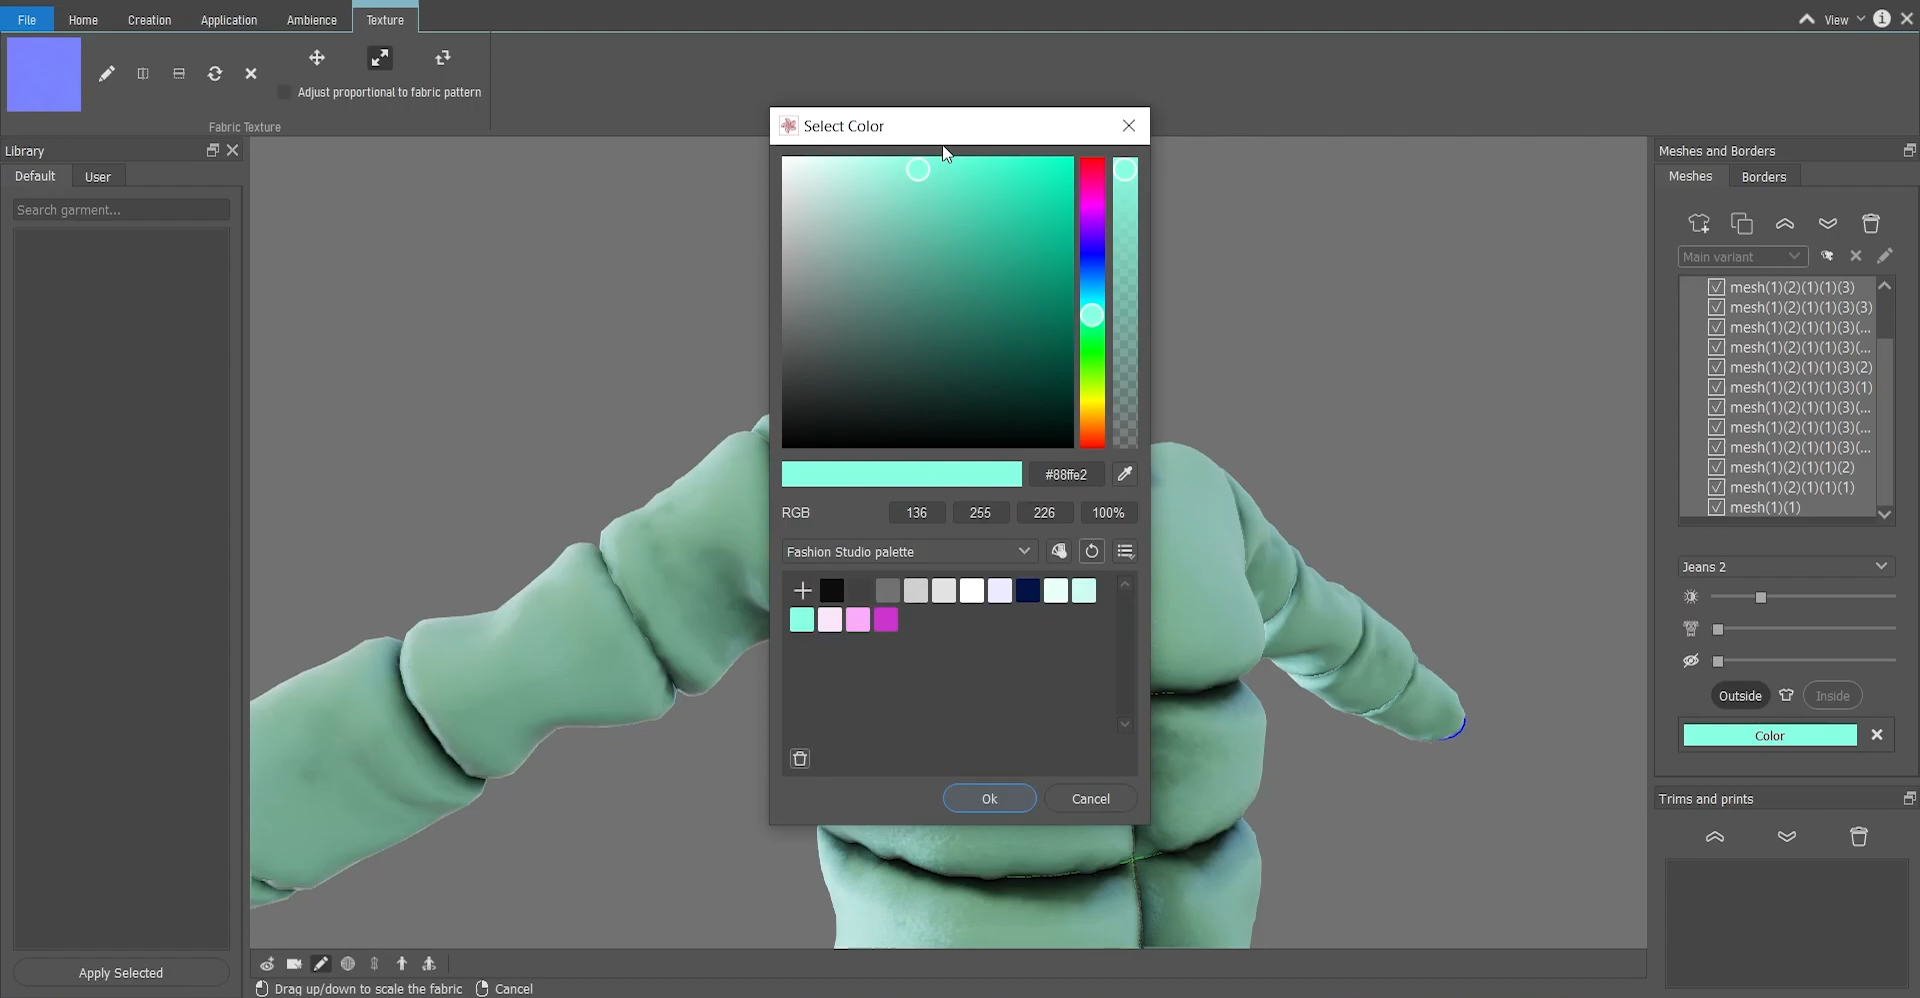 File Home Creation Application Ambience Texture View
Adjust proportional to fabric pattern
Fabric Texture
Library
Default User
Search garment...
Apply Selected
Select Color
#88ffe2
RGB 136 255 226 100%
Fashion Studio palette
Ok Cancel
Meshes and Borders
Meshes Borders
Main variant
mesh(1)(2)(1)(1)(3)
mesh(1)(2)(1)(1)(3)(3)
mesh(1)(2)(1)(1)(3)(...
mesh(1)(2)(1)(1)(3)(...
mesh(1)(2)(1)(1)(3)(2)
mesh(1)(2)(1)(1)(3)(1)
mesh(1)(2)(1)(1)(3)(...
mesh(1)(2)(1)(1)(3)(...
mesh(1)(2)(1)(1)(3)(...
mesh(1)(2)(1)(1)(2)
mesh(1)(2)(1)(1)(1)
mesh(1)(1)
Jeans 2
Outside Inside
Color
Trims and prints
Drag up/down to scale the fabric Cancel